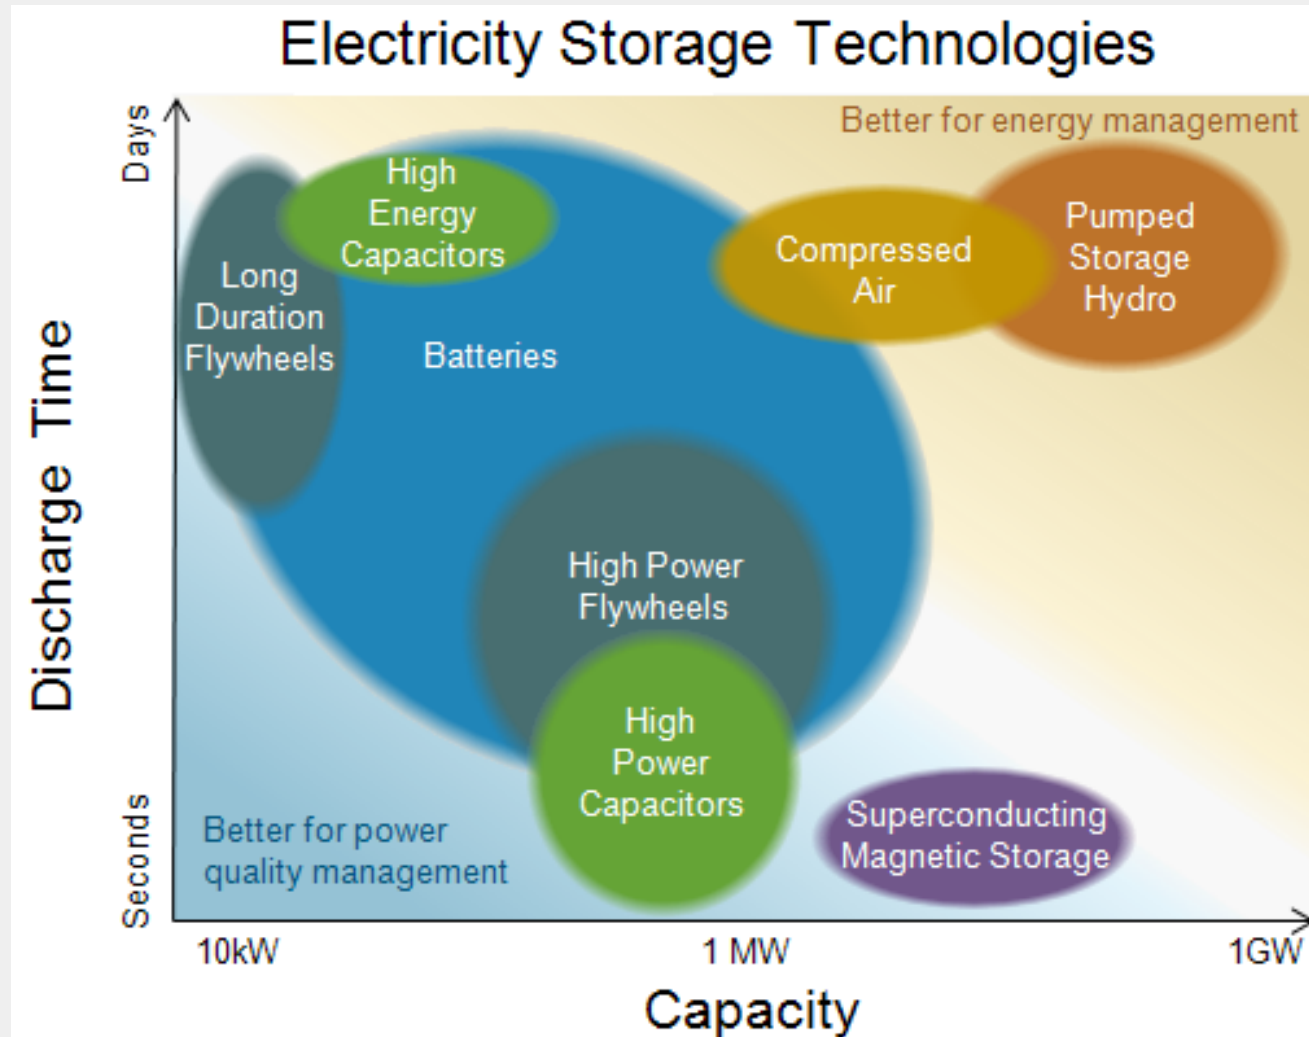 Electricity Storage Technologies
Days
Better for energy management
High
Energy
Capacitors
Long
Duration
Flywheels
Batteries
Compressed
Air
Pumped
Storage
Hydro
Discharge Time
High Power
Flywheels
High
Power
Capacitors
Superconducting
Magnetic Storage
Better for power
quality management
Seconds
10kW
1 MW
1GW
Capacity